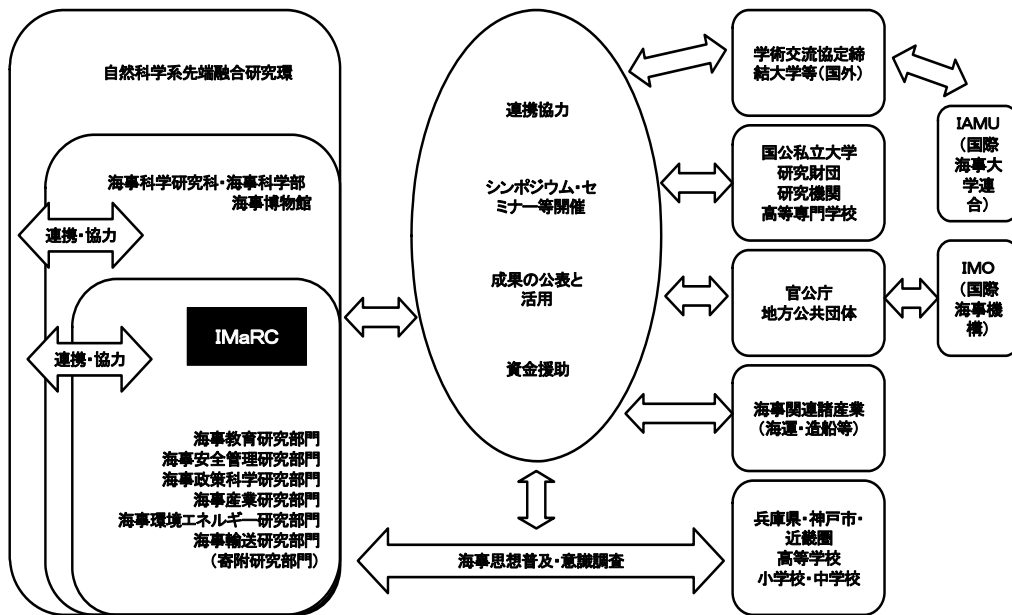 自然科学系先端融合研究環
海事科学研究科・海事科学部
海事博物館
連携・協力
IMaRC
連携・協力
海事教育研究部門
海事安全管理研究部門
海事政策科学研究部門
海事産業研究部門
海事環境エネルギー研究部門
海事輸送研究部門
(寄附研究部門)
連携協力
シンポジウム・セ
ミナー等開催
成果の公表と
活用
資金援助
海事思想普及・意識調査
学術交流協定締
結大学等(国外)
国公私立大学
研究財団
研究機関
高等専門学校
官公庁
地方公共団体
海事関連諸産業
(海運・造船等)
兵庫県・神戸市・
近畿圏
高等学校
小学校・中学校
IAMU
(国際
海事大
学連
合)
IMO
(国際
海事機
構)